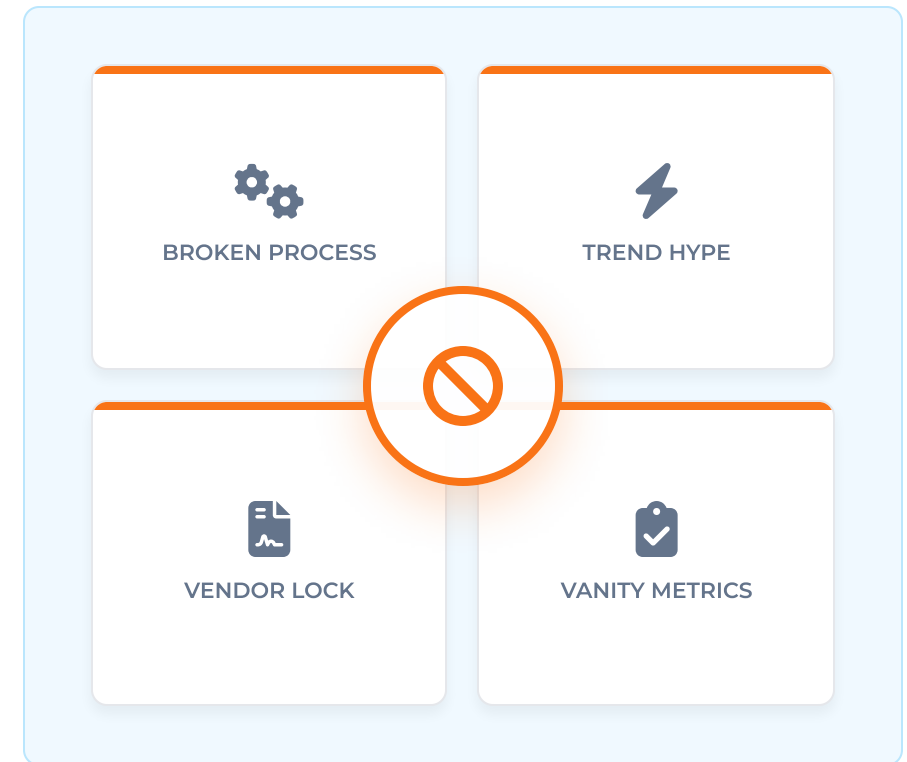 BROKEN PROCESS
TREND HYPE
VENDOR LOCK
VANITY METRICS